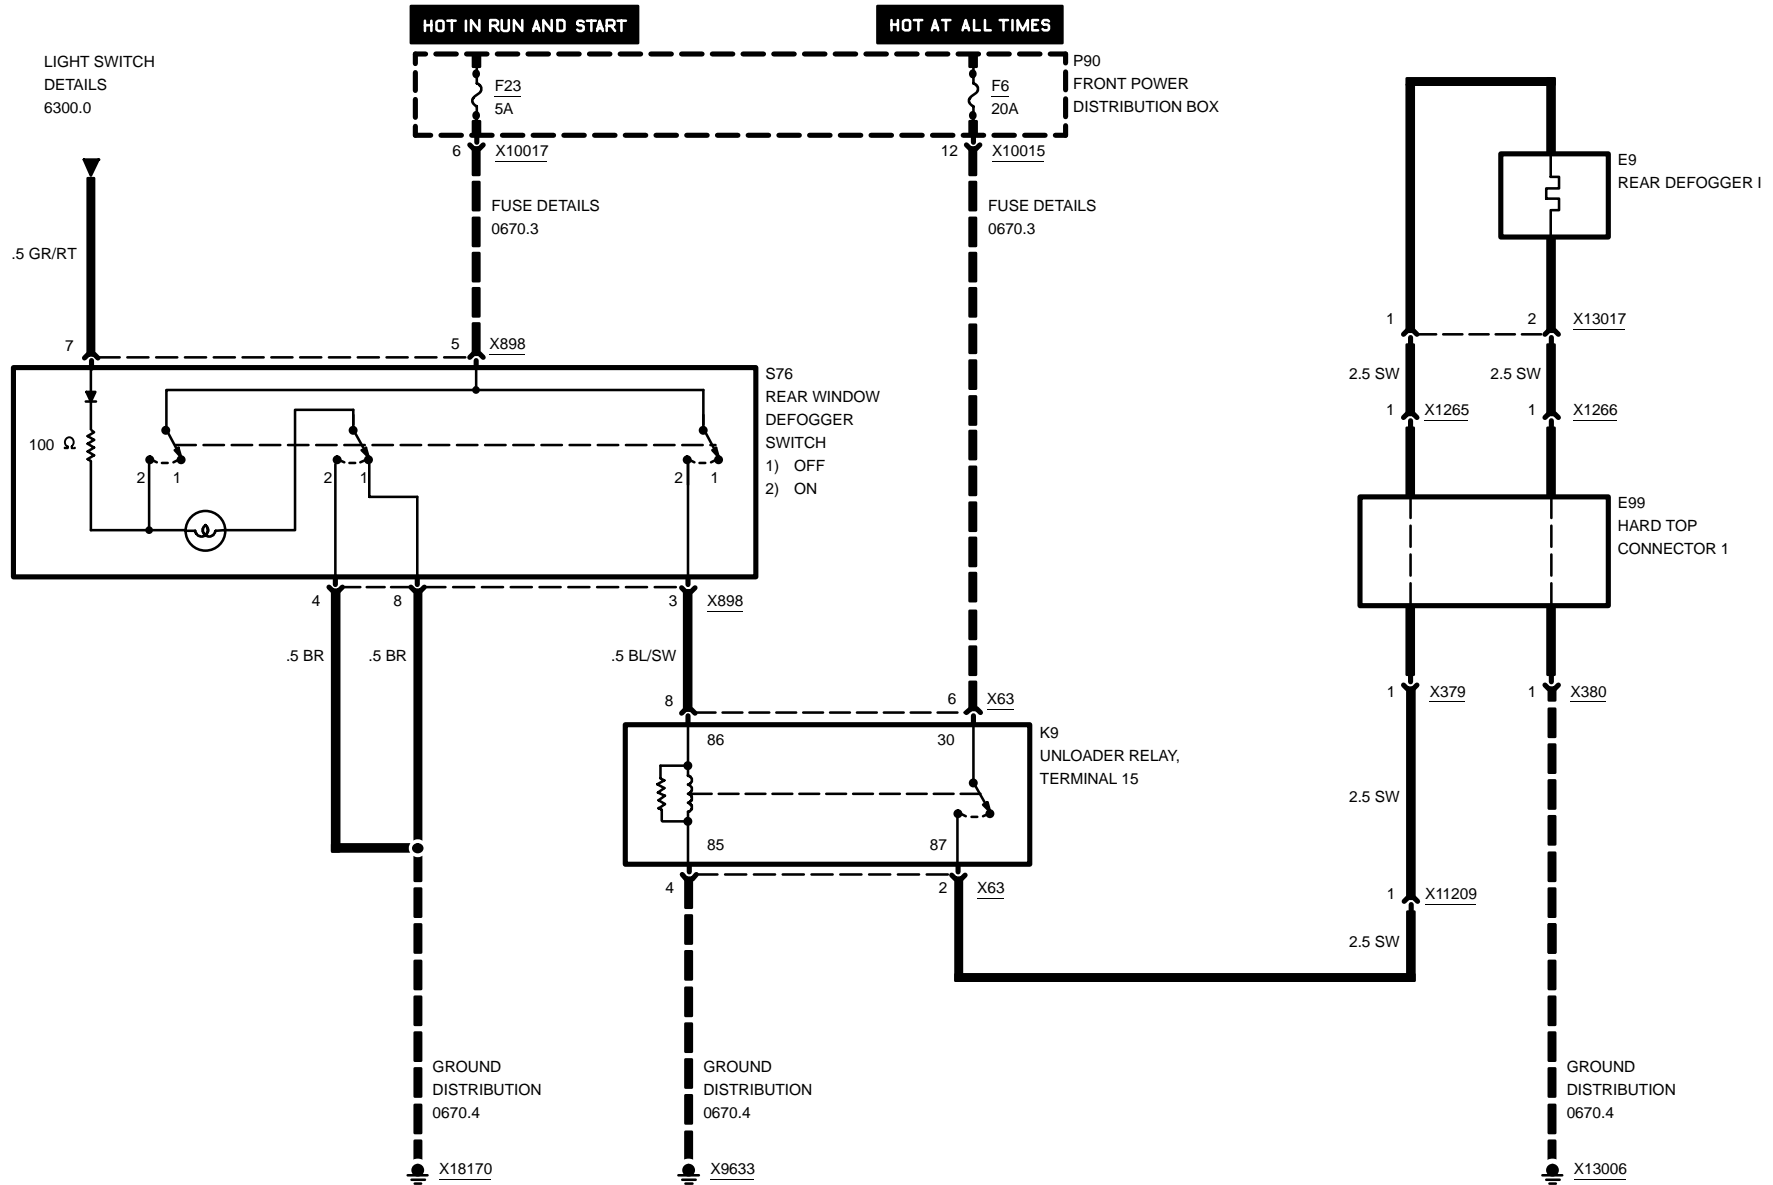 HOT IN RUN AND START
HOT AT ALL TIMES
LIGHT SWITCH
DETAILS
6300.0
F23
5A
F6
20A
P90
FRONT POWER
DISTRIBUTION BOX
6
X10017
12
X10015
E9
REAR DEFOGGER I
FUSE DETAILS
0670.3
FUSE DETAILS
0670.3
.5 GR/RT
1
2
X13017
7
5
X898
2.5 SW
2.5 SW
1
X1265
1
X1266
S76
REAR WINDOW
DEFOGGER
SWITCH
1) OFF
2) ON
100 Ω
2
1
2
1
2
1
E99
HARD TOP
CONNECTOR 1
4
8
3
X898
.5 BR
.5 BR
.5 BL/SW
8
6
X63
1
X379
1
X380
86
30
K9
UNLOADER RELAY,
TERMINAL 15
85
87
2.5 SW
4
2
X63
1
X11209
2.5 SW
GROUND
DISTRIBUTION
0670.4
GROUND
DISTRIBUTION
0670.4
GROUND
DISTRIBUTION
0670.4
X18170
X9633
X13006